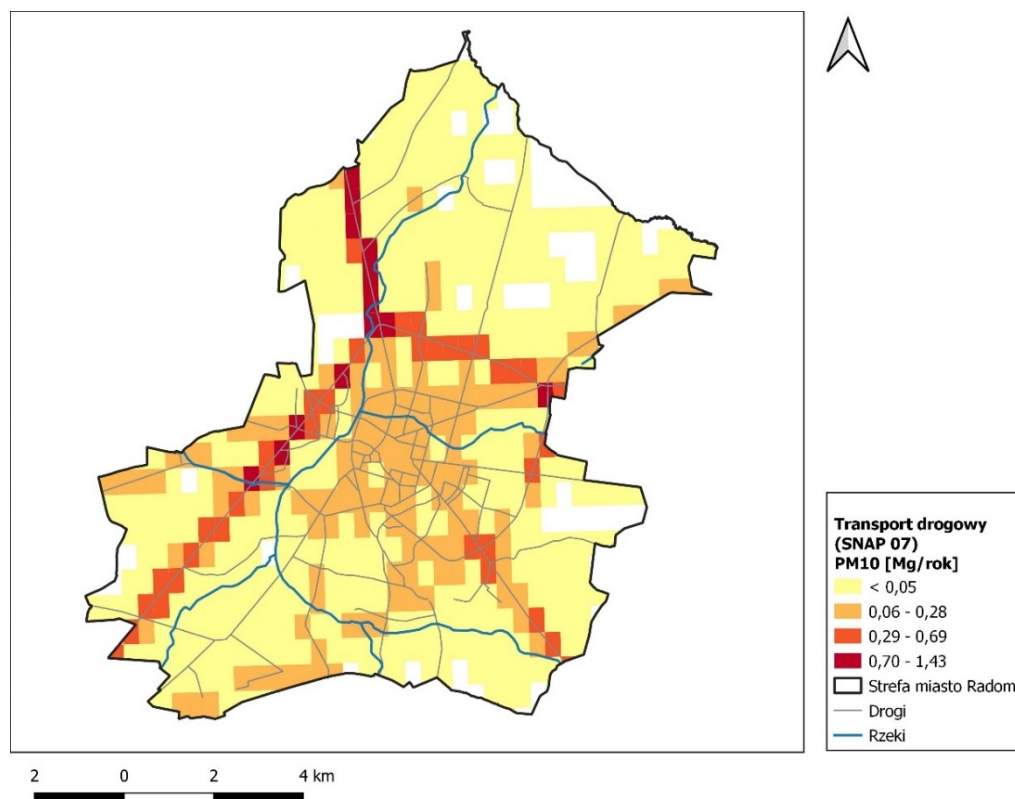 Transport drogowy
(SNAP 07)
PM10 [Mg/rok]
< 0,05
0,06 - 0,28
0,29 - 0,69
0,70 - 1,43
Strefa miasto Radom
Drogi
Rzeki
2 0 2 4 km